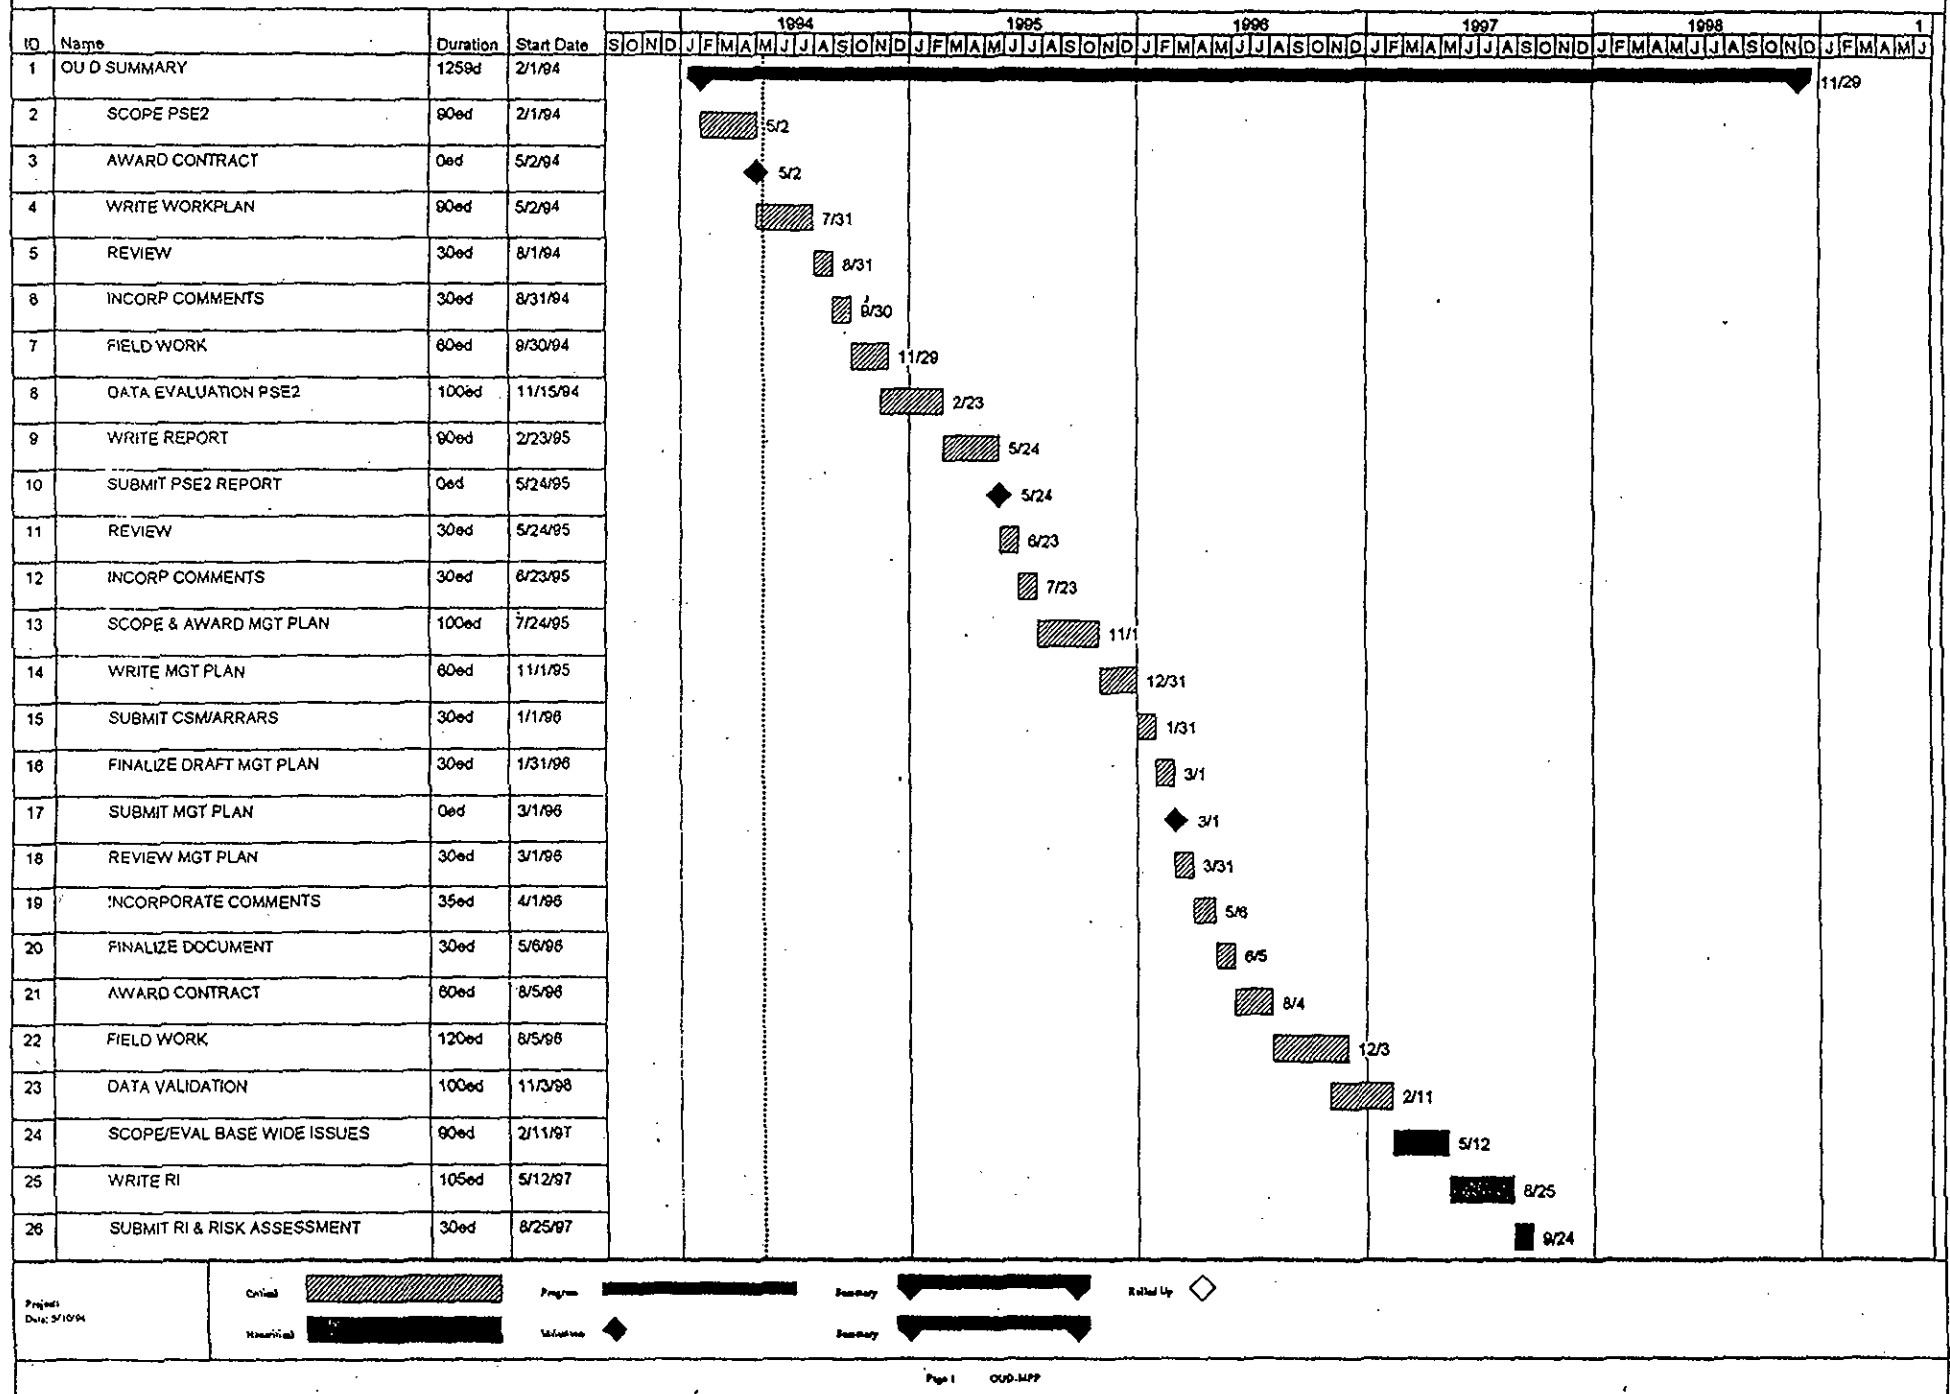 1994 1995 1996 1997 1998 1
ID Name Duration Start Date S O N D J F M A M J J A S O N D J F M A M J J A S O N D J F M A M J J A S O N D J F M A M J J A S O N D J F M A M J J A S O N D J F M A M J
1 OU D SUMMARY 1259d 2/1/94 11/29
2 SCOPE PSE2 90ed 2/1/94 5/2
3 AWARD CONTRACT 0ed 5/2/94 5/2
4 WRITE WORKPLAN 90ed 5/2/94 7/31
5 REVIEW 30ed 8/1/94 8/31
6 INCORP COMMENTS 30ed 8/31/94 9/30
7 FIELD WORK 60ed 9/30/94 11/29
8 DATA EVALUATION PSE2 100ed 11/15/94 2/23
9 WRITE REPORT 90ed 2/23/95 5/24
10 SUBMIT PSE2 REPORT 0ed 5/24/95 5/24
11 REVIEW 30ed 5/24/95 6/23
12 INCORP COMMENTS 30ed 6/23/95 7/23
13 SCOPE & AWARD MGT PLAN 100ed 7/24/95 11/1
14 WRITE MGT PLAN 60ed 11/1/95 12/31
15 SUBMIT CSM/ARRARS 30ed 1/1/96 1/31
16 FINALIZE DRAFT MGT PLAN 30ed 1/31/96 3/1
17 SUBMIT MGT PLAN 0ed 3/1/96 3/1
18 REVIEW MGT PLAN 30ed 3/1/96 3/31
19 INCORPORATE COMMENTS 35ed 4/1/96 5/6
20 FINALIZE DOCUMENT 30ed 5/6/96 6/5
21 AWARD CONTRACT 60ed 6/5/96 8/4
22 FIELD WORK 120ed 8/5/96 12/3
23 DATA VALIDATION 100ed 11/3/96 2/11
24 SCOPE/EVAL BASE WIDE ISSUES 90ed 2/11/97 5/12
25 WRITE RI 105ed 5/12/97 8/25
26 SUBMIT RI & RISK ASSESSMENT 30ed 8/25/97 9/24
Critical Progress Summary Rolled Up
Project:
Date: 5/10/94
Noncritical Milestone Summary
Page 1 OUD.MPP